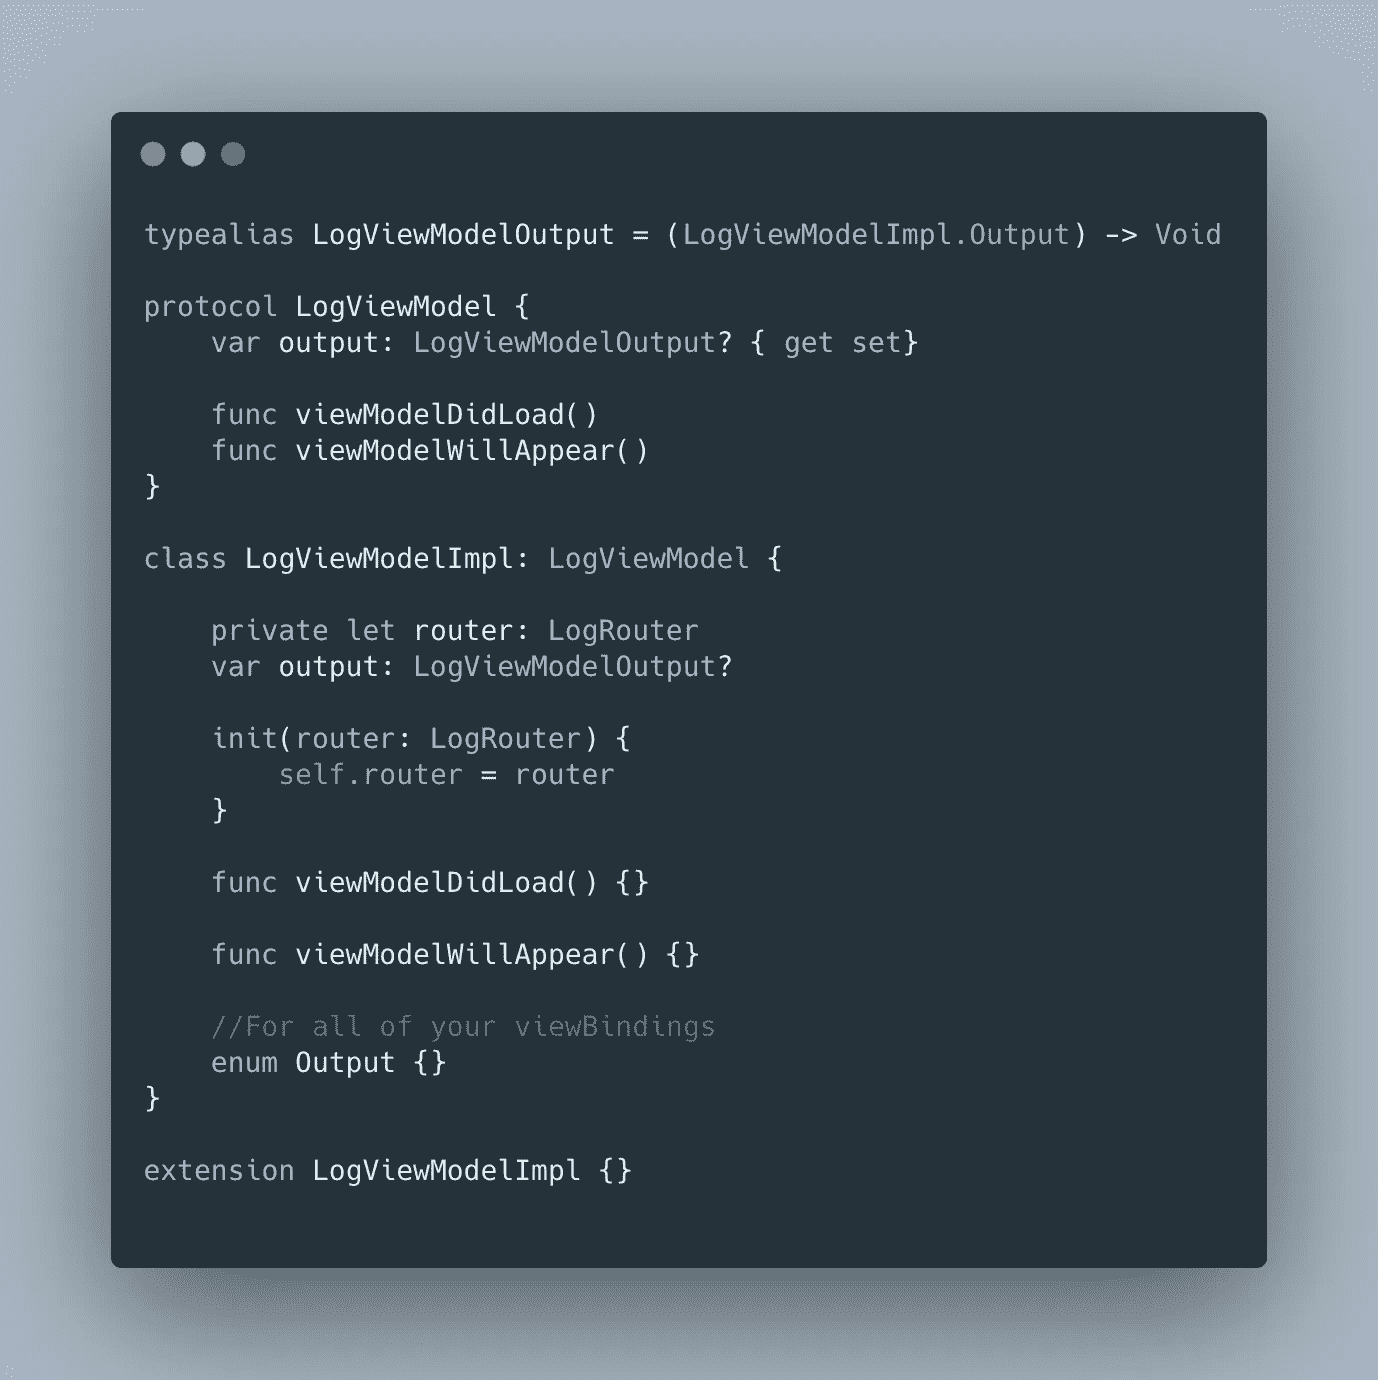 typealias LogViewModelOutput = (LogViewModelImpl.Output) -> Void
protocol LogViewModel {
    var output: LogViewModelOutput? { get set}
    func viewModelDidLoad()
    func viewModelWillAppear()
}
class LogViewModelImpl: LogViewModel {
    private let router: LogRouter
    var output: LogViewModelOutput?
    init(router: LogRouter) {
        self.router = router
    }
    func viewModelDidLoad() {}
    func viewModelWillAppear() {}
    //For all of your viewBindings
    enum Output {}
}
extension LogViewModelImpl {}